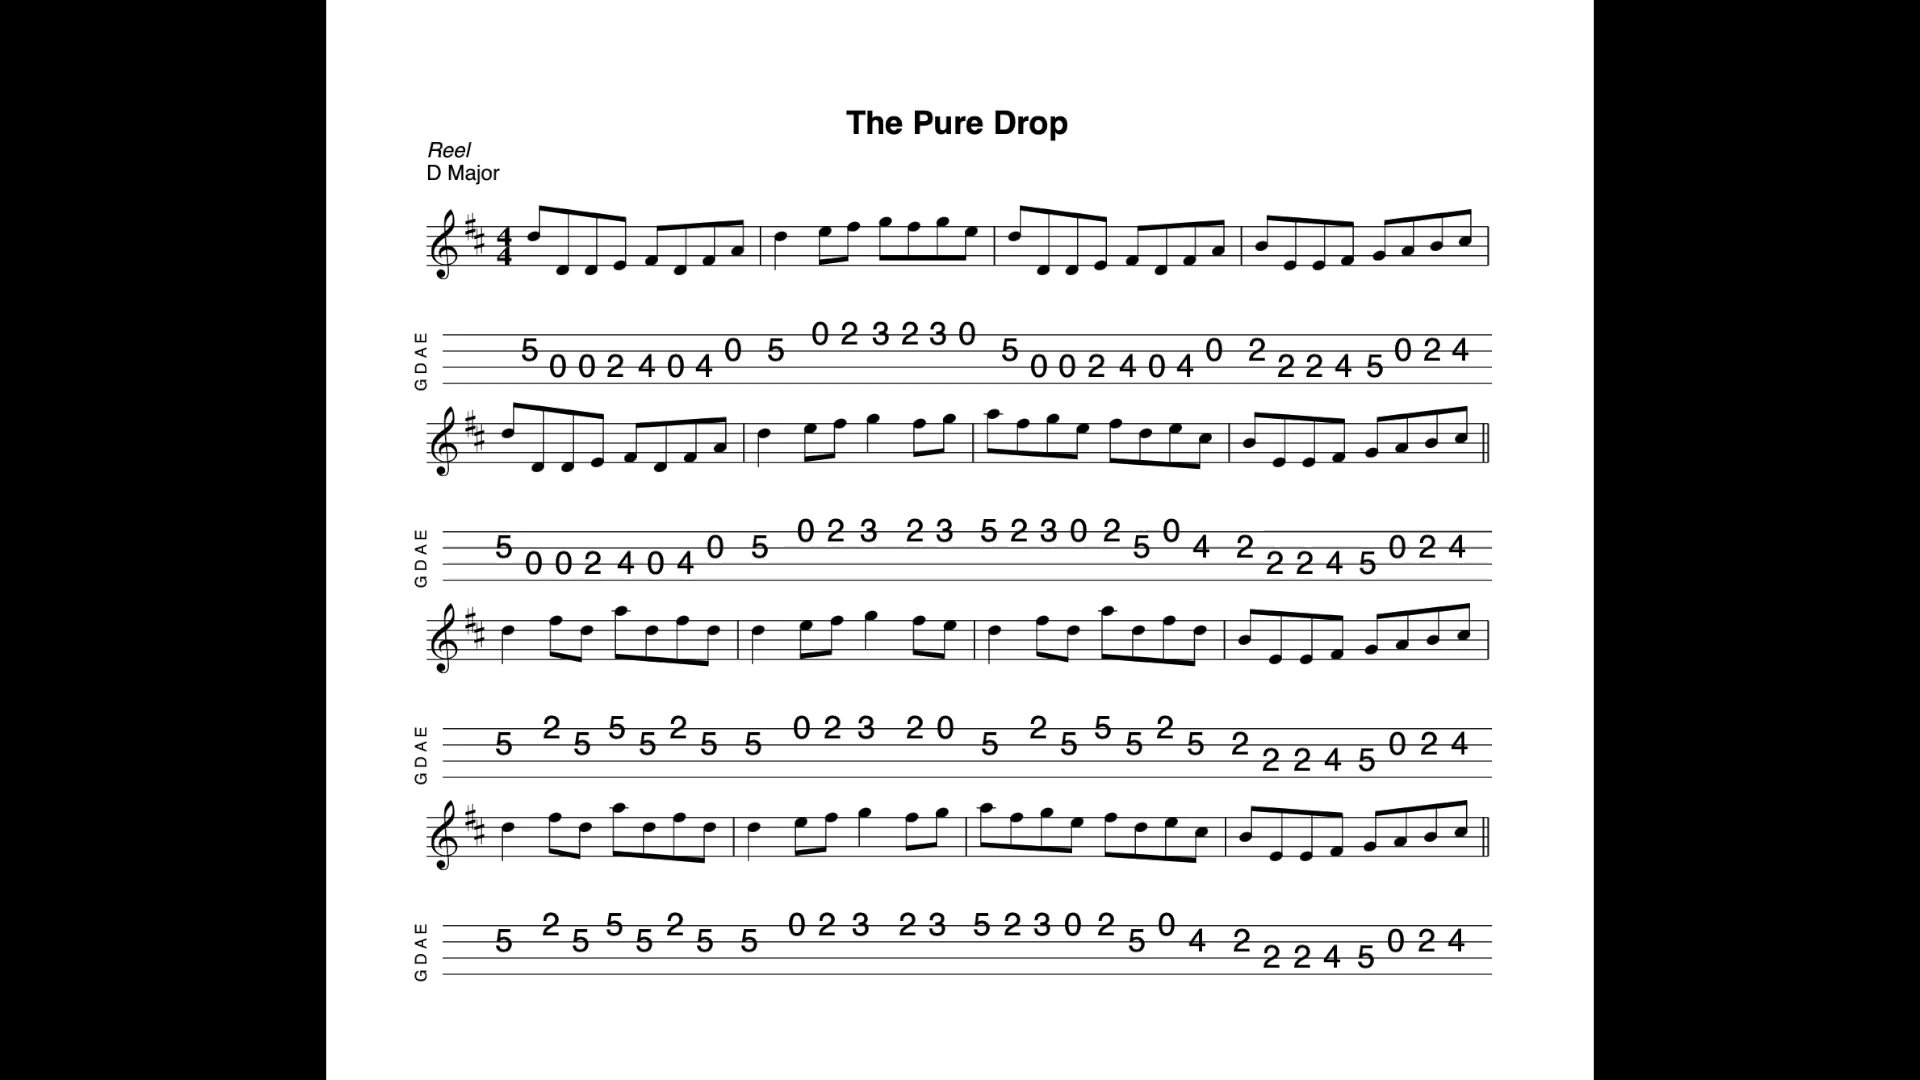 The Pure Drop
Reel
D Major
4
4
G D A E
5 0 0 2 4 0 4 0 5 0 2 3 2 3 0 5 0 0 2 4 0 4 0 2 2 2 4 5 0 2 4
G D A E
5 0 0 2 4 0 4 0 5 0 2 3 2 3 5 2 3 0 2 5 0 4 2 2 2 4 5 0 2 4
G D A E
5 2 5 5 5 2 5 5 0 2 3 2 0 5 2 5 5 5 2 5 2 2 2 4 5 0 2 4
G D A E
5 2 5 5 5 2 5 5 0 2 3 2 3 5 2 3 0 2 5 0 4 2 2 2 4 5 0 2 4